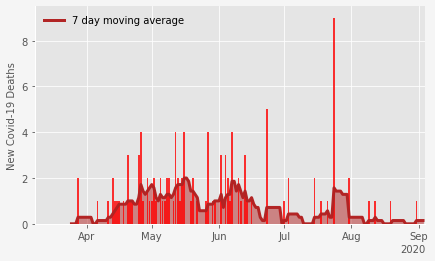 7 day moving average
New Covid-19 Deaths
8
6
4
2
0
Apr
May
Jun
Jul
Aug
Sep
2020